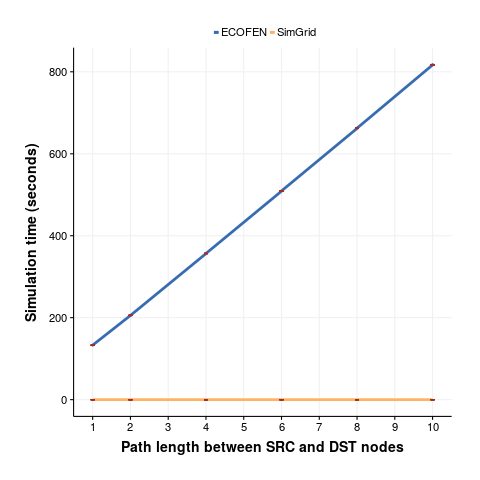 ECOFEN SimGrid
Simulation time (seconds)
800
600
400
200
0
1 2 3 4 5 6 7 8 9 10
Path length between SRC and DST nodes